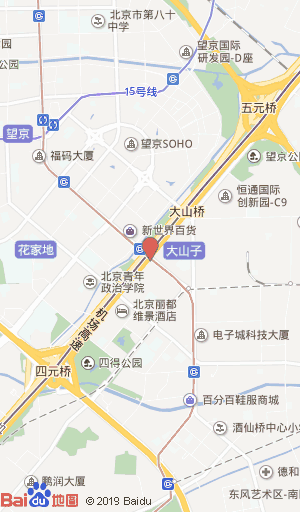 北京市第八十
中学
望京国际
研发园-D座
市园
15号线
五元桥
望京
望京SOHO
望京公
福码大厦
恒通国际
创新园-C9
大山桥
新世界百货
花家地
大山子
北京青年
政治学院
机场高速
北京丽都
维景酒店
电子城科技大厦
四得公园
四元桥
百分百鞋服商城
酒仙桥中心小
鹏润大厦
德和
东风艺术区-南
Bai du 地图
© 2019 Baidu